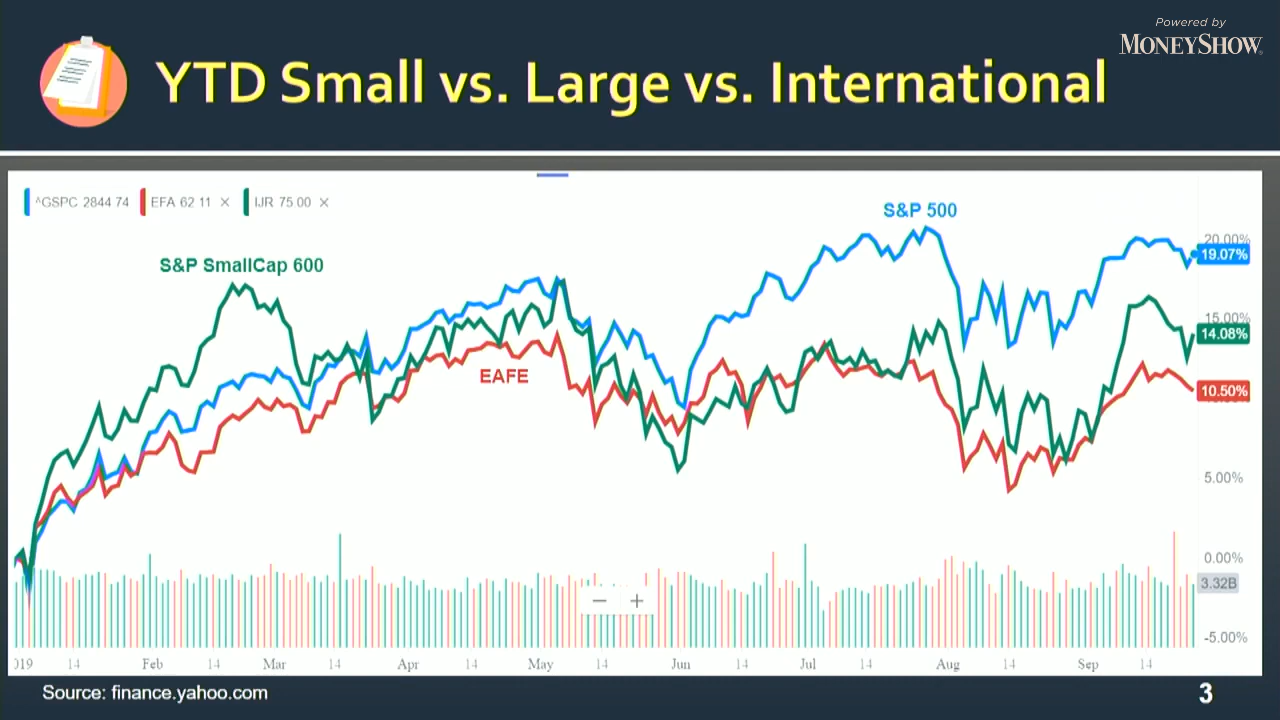 Powered by
MONEYSHOW
YTD Small vs. Large vs. International
^GSPC 2844 74 EFA 62 11 × IJR 75 00 ×
S&P 500
S&P SmallCap 600
EAFE
20.00%
19.07%
15.00%
14.08%
10.50%
5.00%
0.00%
3.32B
-5.00%
− +
019 14 Feb 14 Mar 14 Apr 14 May 14 Jun 14 Jul 14 Aug 14 Sep 14
Source: finance.yahoo.com
3